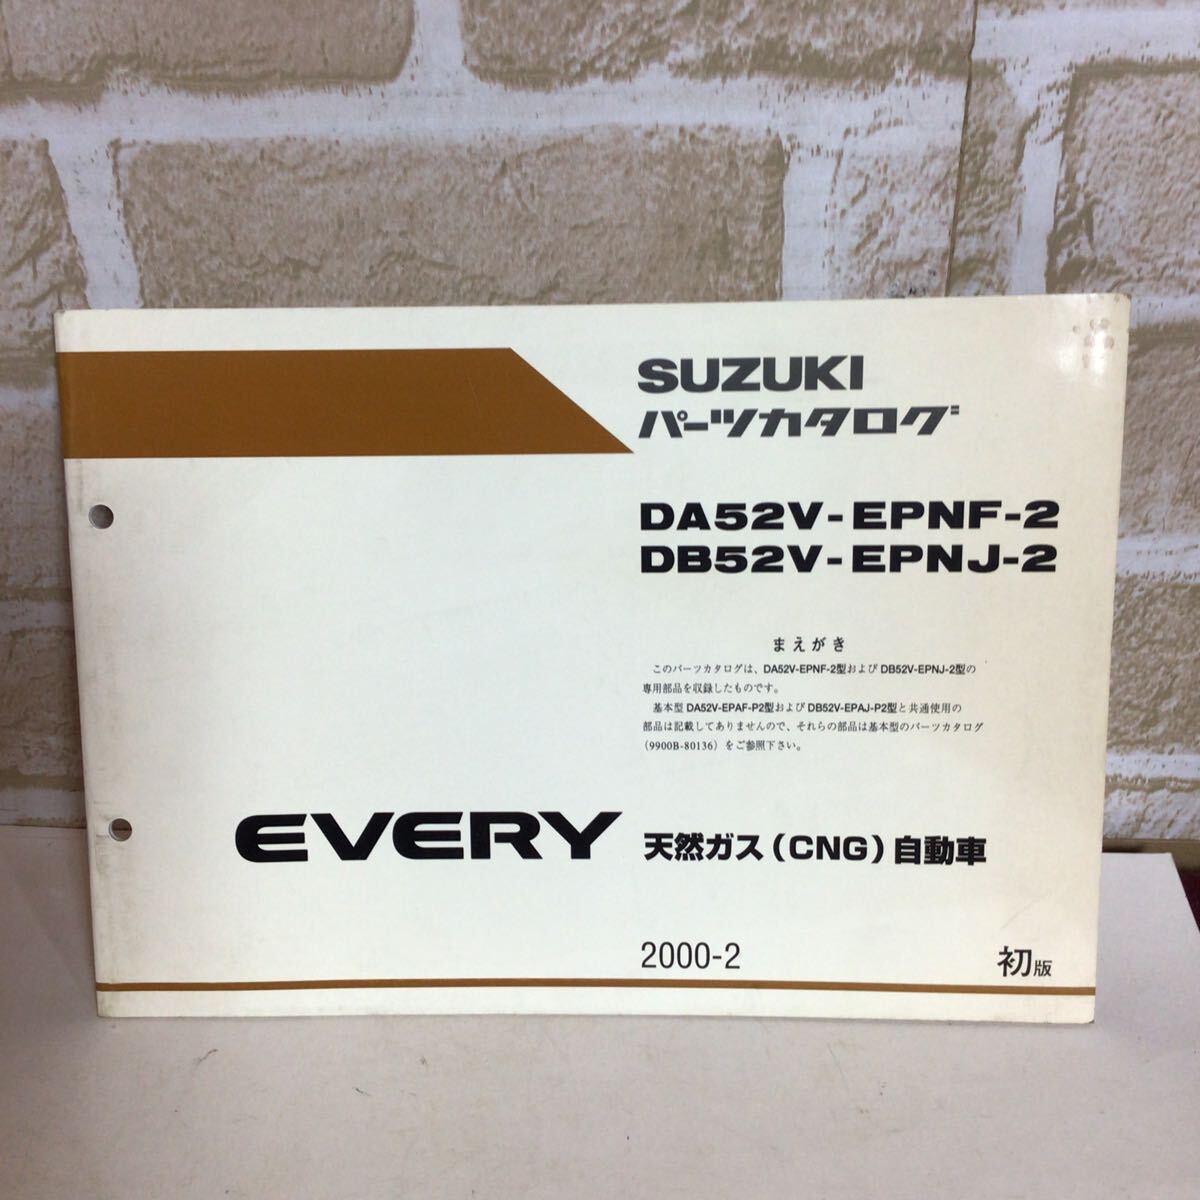 SUZUKI
パーツカタログ
DA52V-EPNF-2
DB52V-EPNJ-2
まえがき
このパーツカタログは、DA52V-EPNF-2型およびDB52V-EPNJ-2型の
専用部品を収録したものです。
基本型DA52V-EPAF-P2型およびDB52V-EPAJ-P2型と共通使用の
部品は記載してありませんので、それらの部品は基本型のパーツカタログ
(9900B-80136)をご参照下さい。
EVERY 天然ガス(CNG)自動車
2000-2 初版